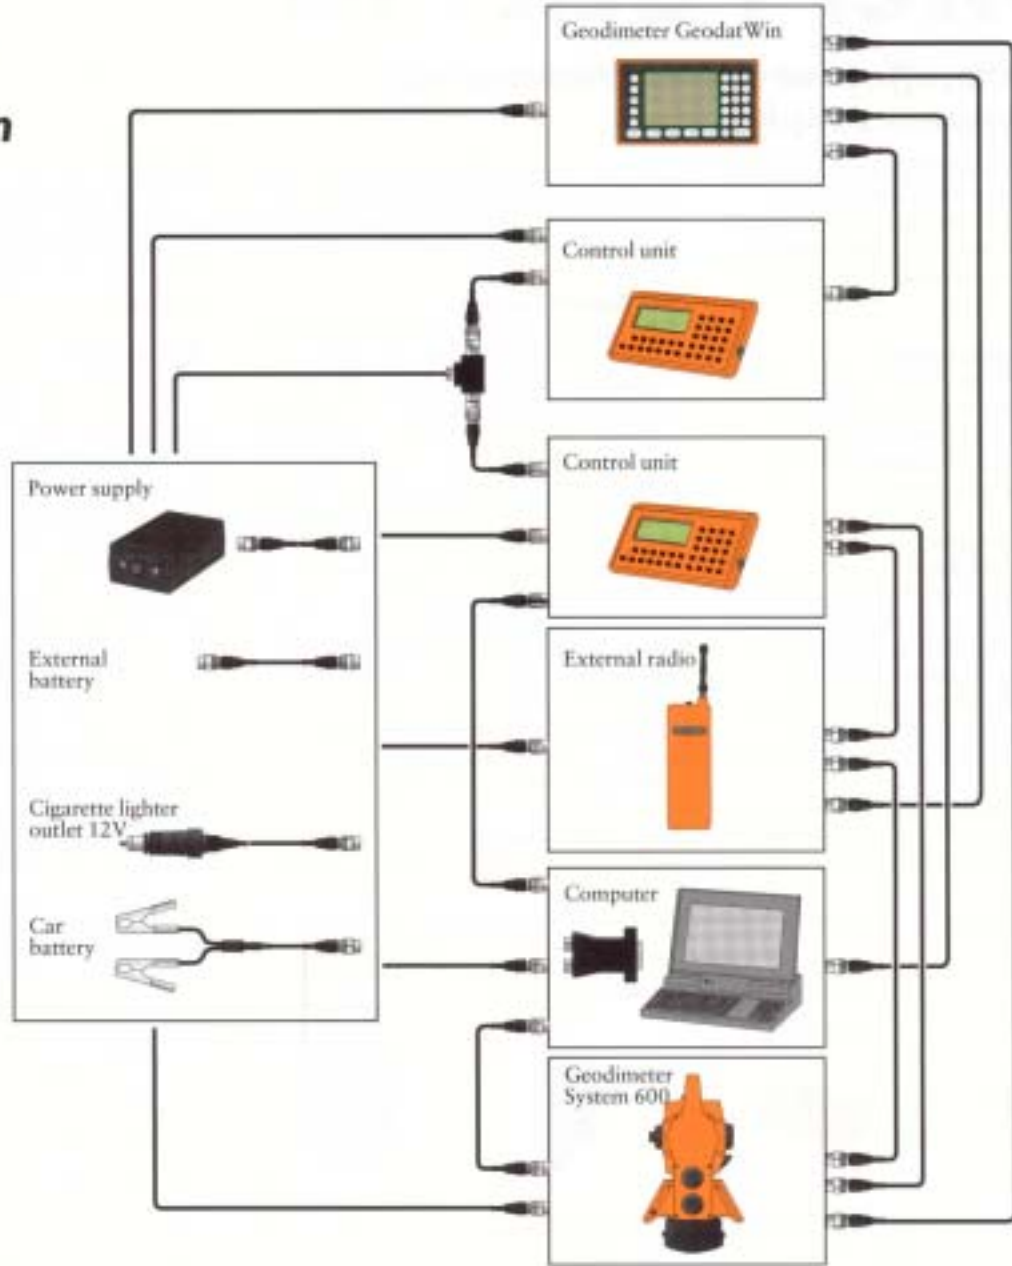 n
Geodimeter GeodatWin
Control unit
Control unit
Power supply
External
battery
Cigarette lighter
outlet 12V
Car
battery
External radio
Computer
Geodimeter
System 600